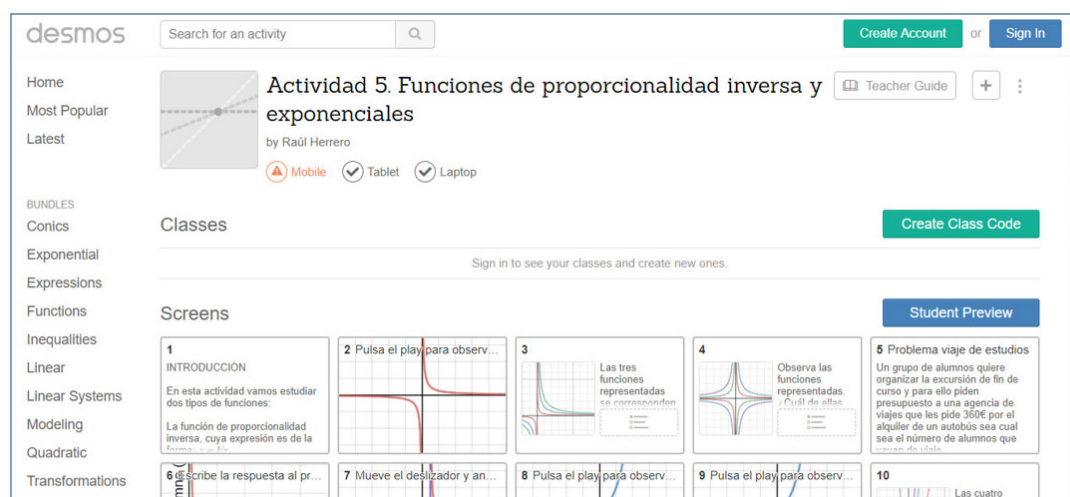 desmos
Search for an activity
Create Account
or
Sign In
Home
Most Popular
Latest
Actividad 5. Funciones de proporcionalidad inversa y
exponenciales
by Raúl Herrero
Mobile
Tablet
Laptop
Teacher Guide
+
BUNDLES
Conics
Exponential
Expressions
Functions
Inequalities
Linear
Linear Systems
Modeling
Quadratic
Transformations
Classes
Create Class Code
Sign in to see your classes and create new ones.
Screens
Student Preview
1
INTRODUCCIÓN
En esta actividad vamos estudiar
dos tipos de funciones:
La función de proporcionalidad
inversa, cuya expresión es de la
forma:
2 Pulsa el play para observ...
3
Las tres
funciones
representadas
se corresponden
4
Observa las
funciones
representadas.
¿Cuál de ellas
5 Problema viaje de estudios
Un grupo de alumnos quiere
organizar la excursión de fin de
curso y para ello piden
presupuesto a una agencia de
viajes que les pide 360€ por el
alquiler de un autobús sea cual
sea el número de alumnos que
vayan de viaje
6 escribe la respuesta al pr...
7 Mueve el deslizador y an...
8 Pulsa el play para observ...
9 Pulsa el play para observ...
10
Las cuatro